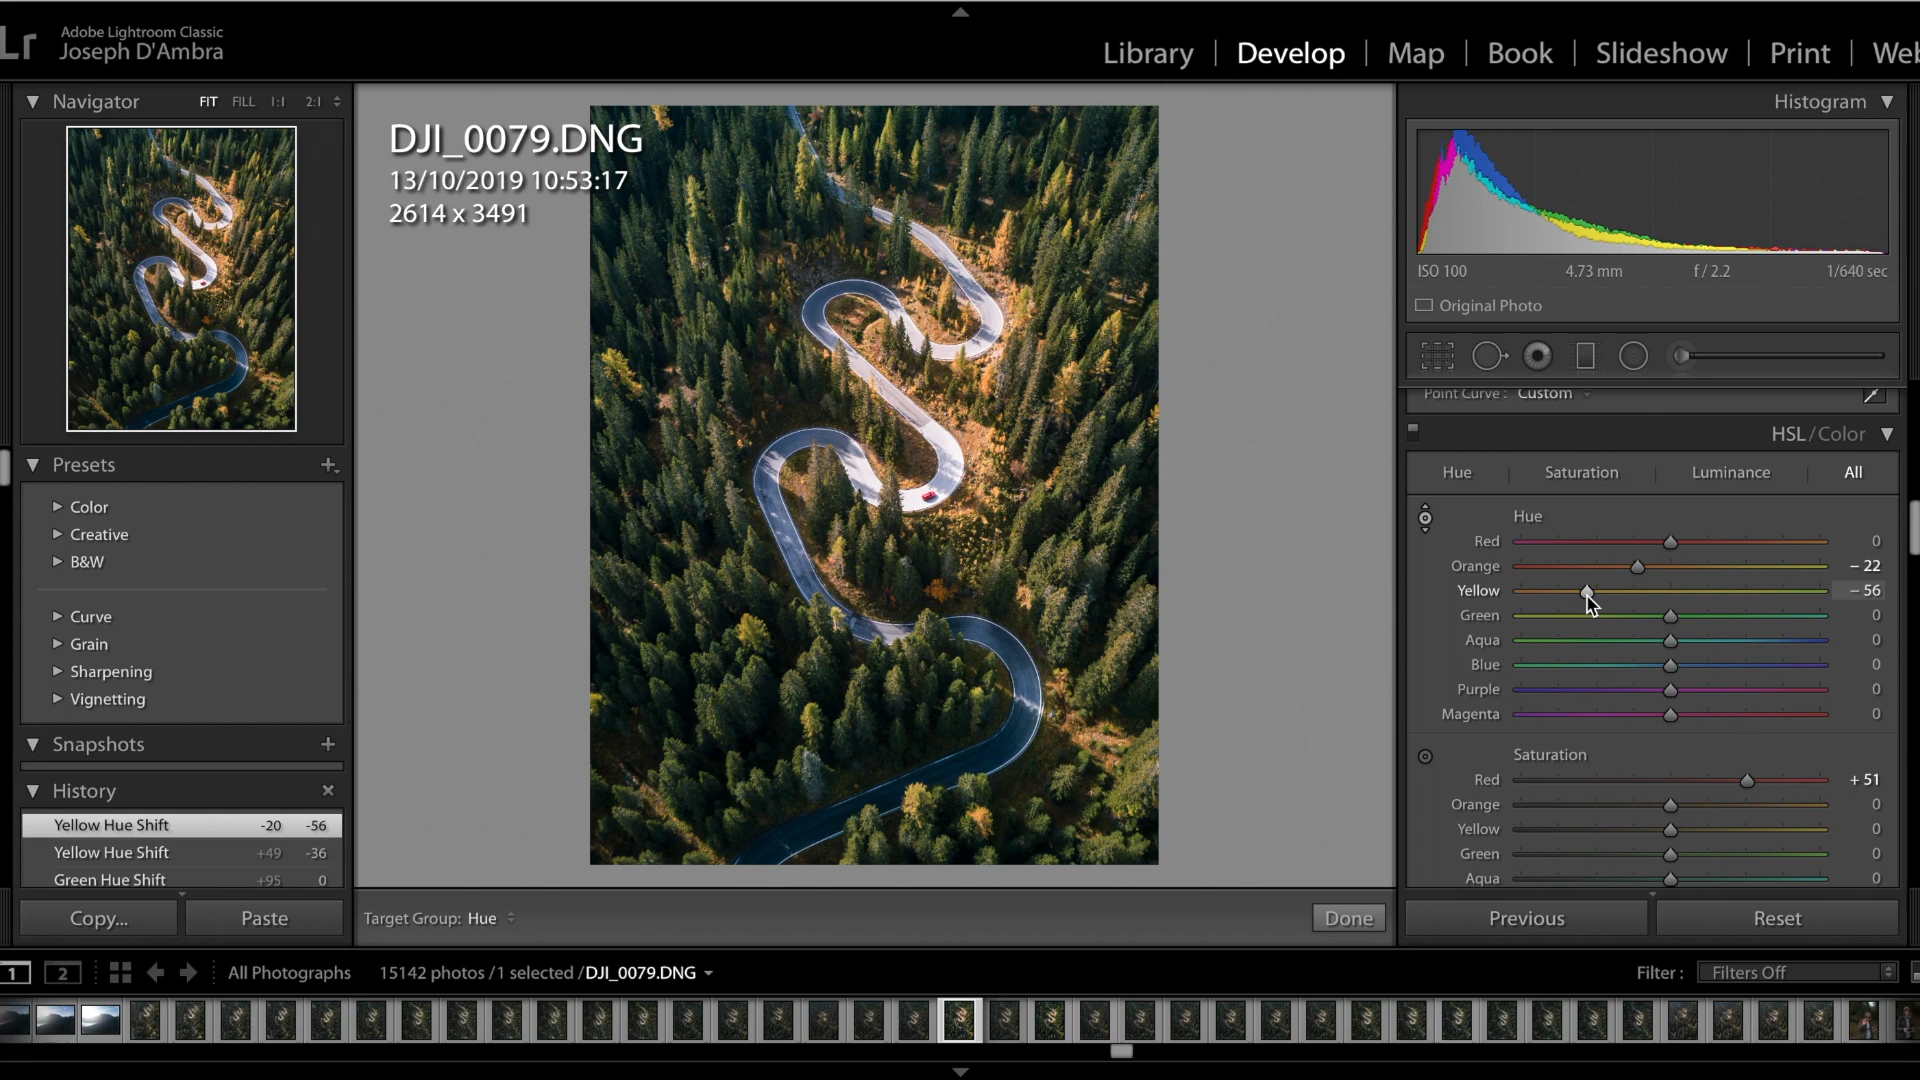 Lr
Adobe Lightroom Classic
Joseph D'Ambra
Library | Develop | Map | Book | Slideshow | Print | Web
Navigator FIT FILL 1:1 2:1
DJI_0079.DNG
13/10/2019 10:53:17
2614 x 3491
Presets
Color
Creative
B&W
Curve
Grain
Sharpening
Vignetting
Snapshots
History
Yellow Hue Shift -20 -56
Yellow Hue Shift +49 -36
Green Hue Shift +95 0
Copy... Paste
Target Group: Hue
Done
Histogram
ISO 100 4.73 mm f / 2.2 1/640 sec
Original Photo
Point Curve : Custom
HSL / Color
Hue Saturation Luminance All
Hue
Red 0
Orange – 22
Yellow – 56
Green 0
Aqua 0
Blue 0
Purple 0
Magenta 0
Saturation
Red + 51
Orange 0
Yellow 0
Green 0
Aqua 0
Previous Reset
1 2 All Photographs 15142 photos / 1 selected / DJI_0079.DNG
Filter : Filters Off